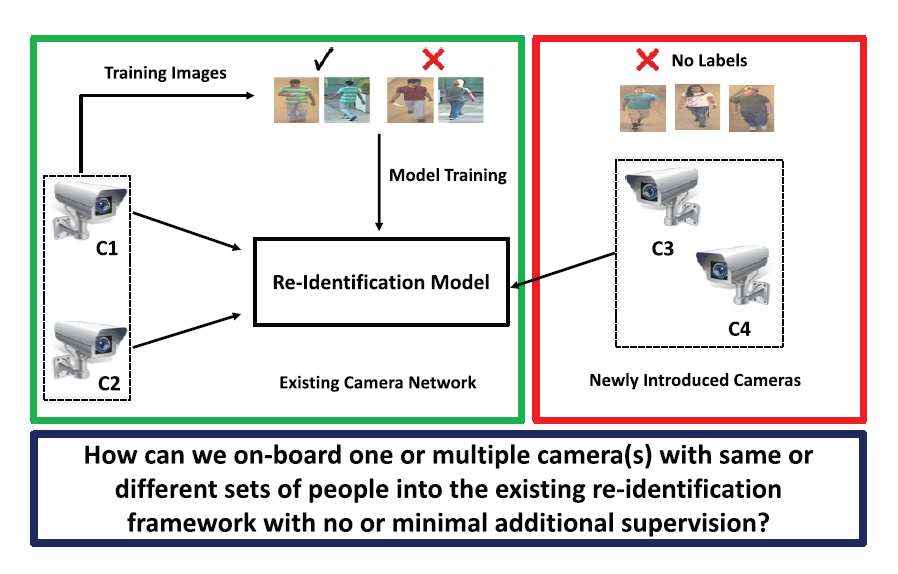 Training Images
No Labels
Model Training
C1
C2
Re-Identification Model
C3
C4
Existing Camera Network
Newly Introduced Cameras
How can we on-board one or multiple camera(s) with same or
different sets of people into the existing re-identification
framework with no or minimal additional supervision?